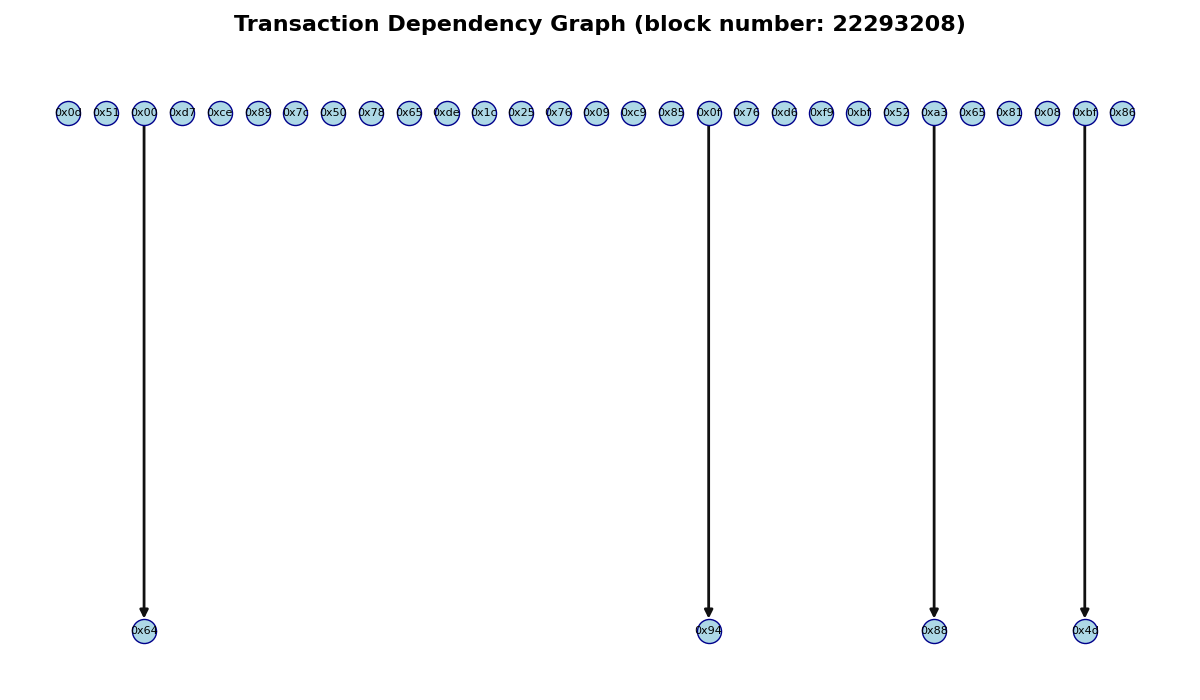 Transaction Dependency Graph (block number: 22293208)
0x0d 0x51 0x00 0xd7 0xce 0x89 0x7c 0x50 0x78 0x65 0xde 0x1c 0x25 0x76 0x09 0xc9 0x85 0x0f 0x76 0xd6 0xf9 0xbf 0x52 0xa3 0x65 0x81 0x08 0xbf 0x86
0x64 0x94 0x88 0x4d